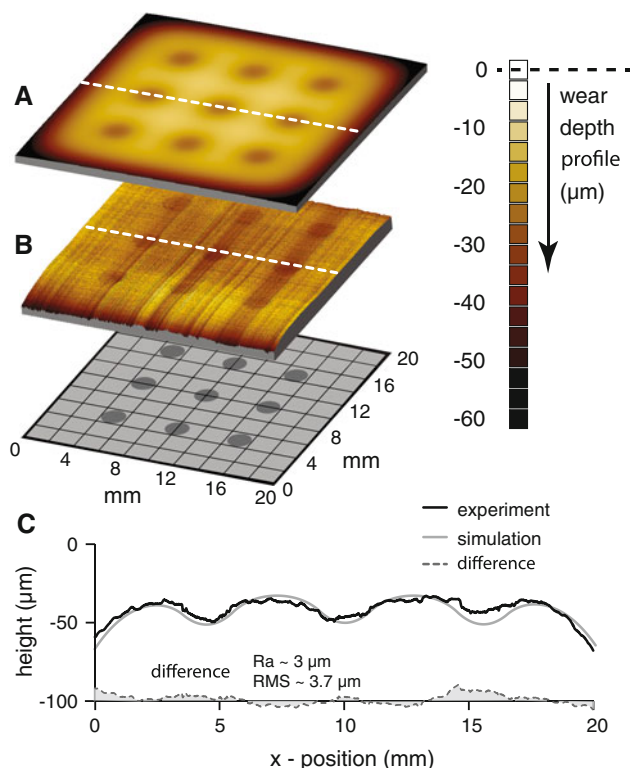 A
B
0
-10
-20
-30
-40
-50
-60
wear
depth
profile
(μm)
0
4
8
12
16
20
mm
0
4
8
12
16
20
mm
C
experiment
simulation
difference
0
-50
-100
height (μm)
difference
Ra ~ 3 μm
RMS ~ 3.7 μm
0
5
10
15
20
x - position (mm)